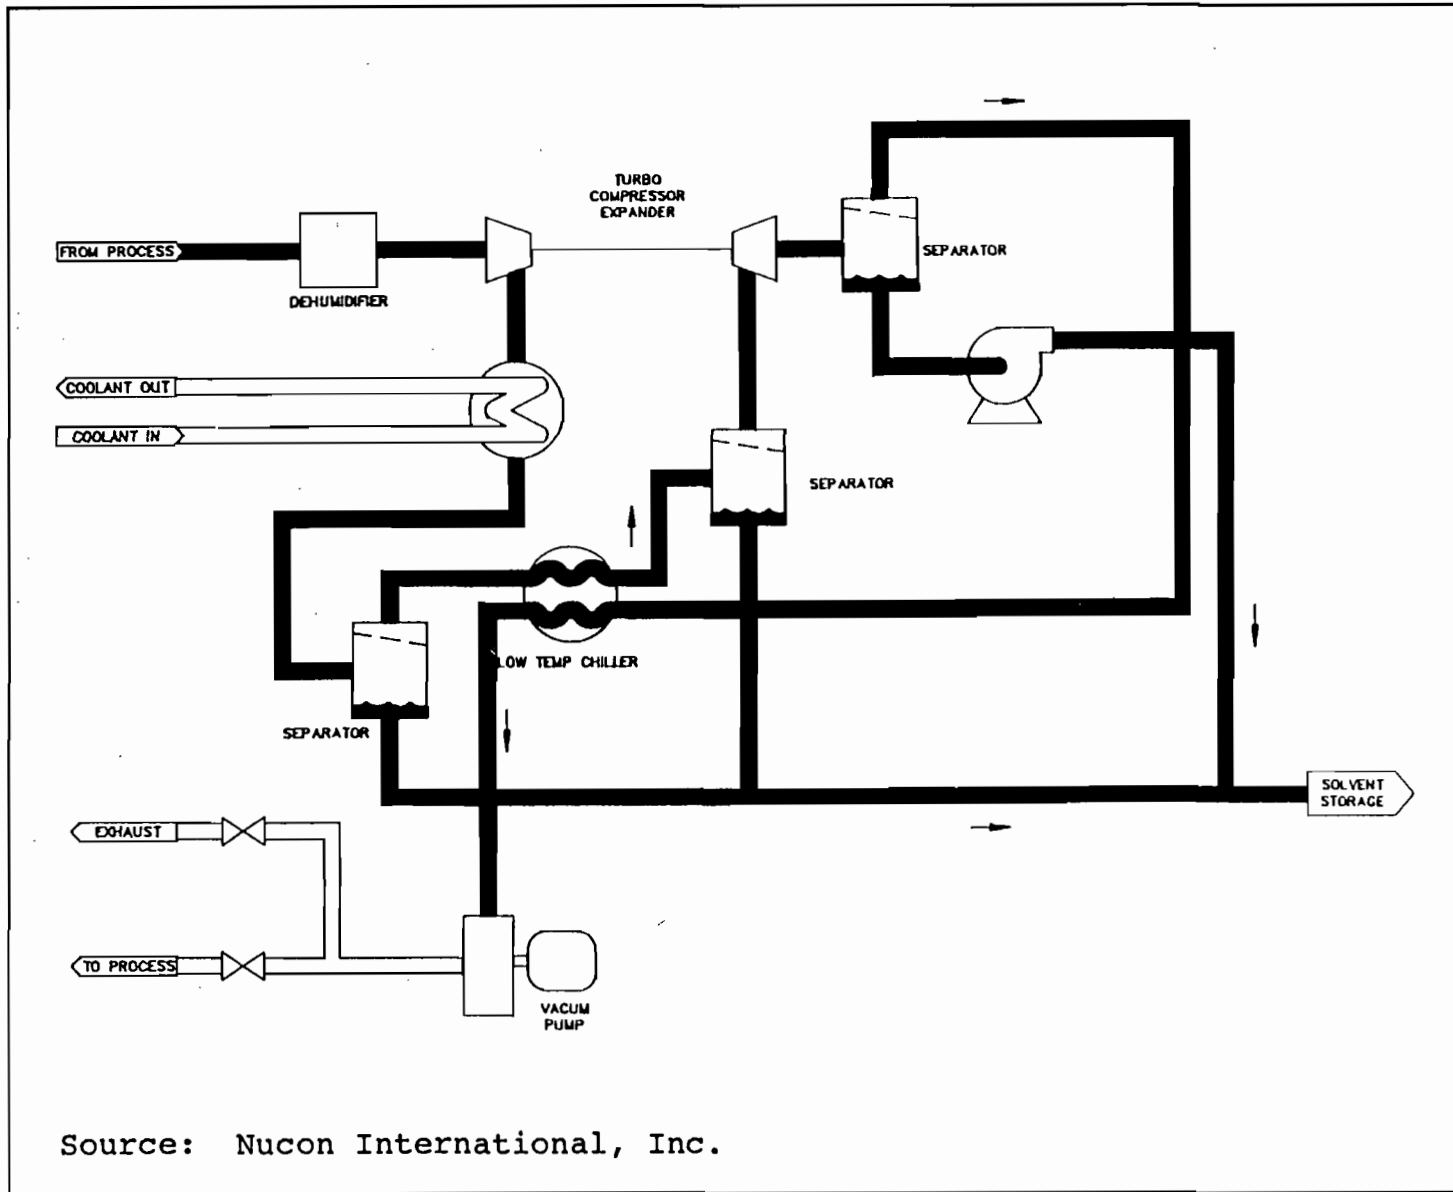 TURBO
COMPRESSOR
EXPANDER
FROM PROCESS
SEPARATOR
DEHUMIDIFIER
COOLANT OUT
COOLANT IN
SEPARATOR
LOW TEMP CHILLER
SEPARATOR
SOLVENT
STORAGE
EXHAUST
TO PROCESS
VACUM
PUMP
Source: Nucon International, Inc.